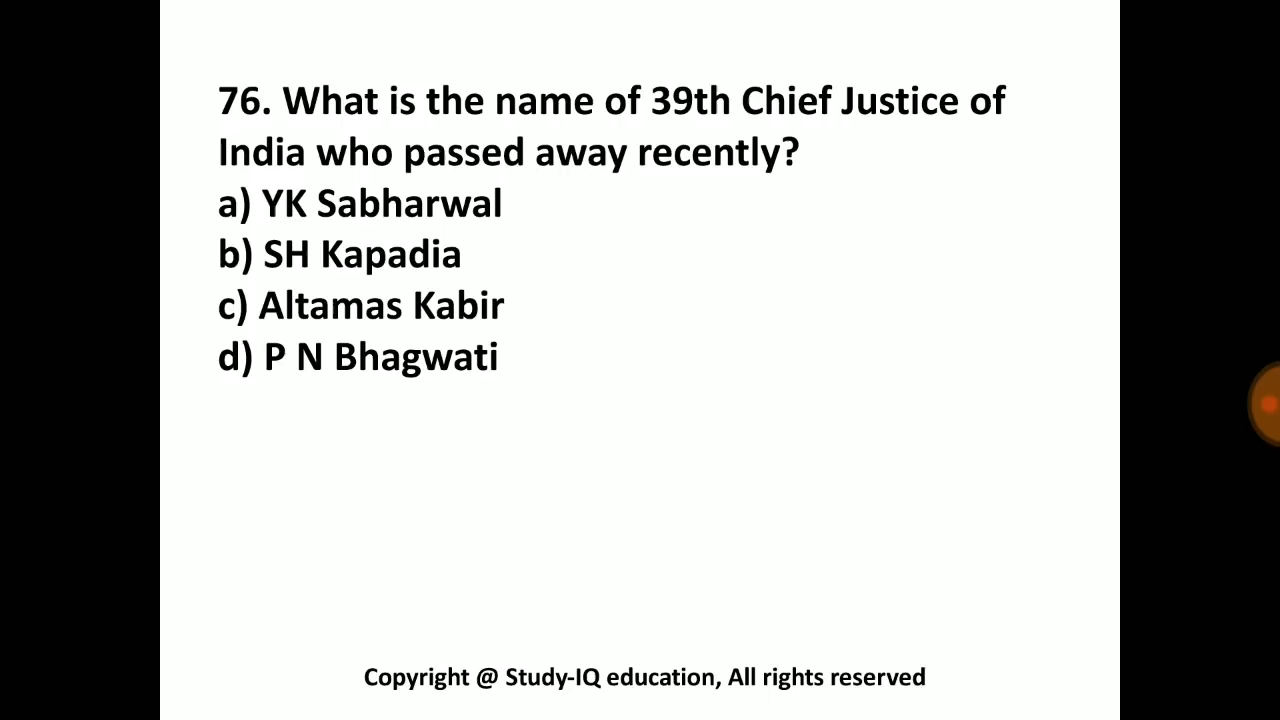 76. What is the name of 39th Chief Justice of
India who passed away recently?
a) YK Sabharwal
b) SH Kapadia
c) Altamas Kabir
d) P N Bhagwati
Copyright @ Study-IQ education, All rights reserved